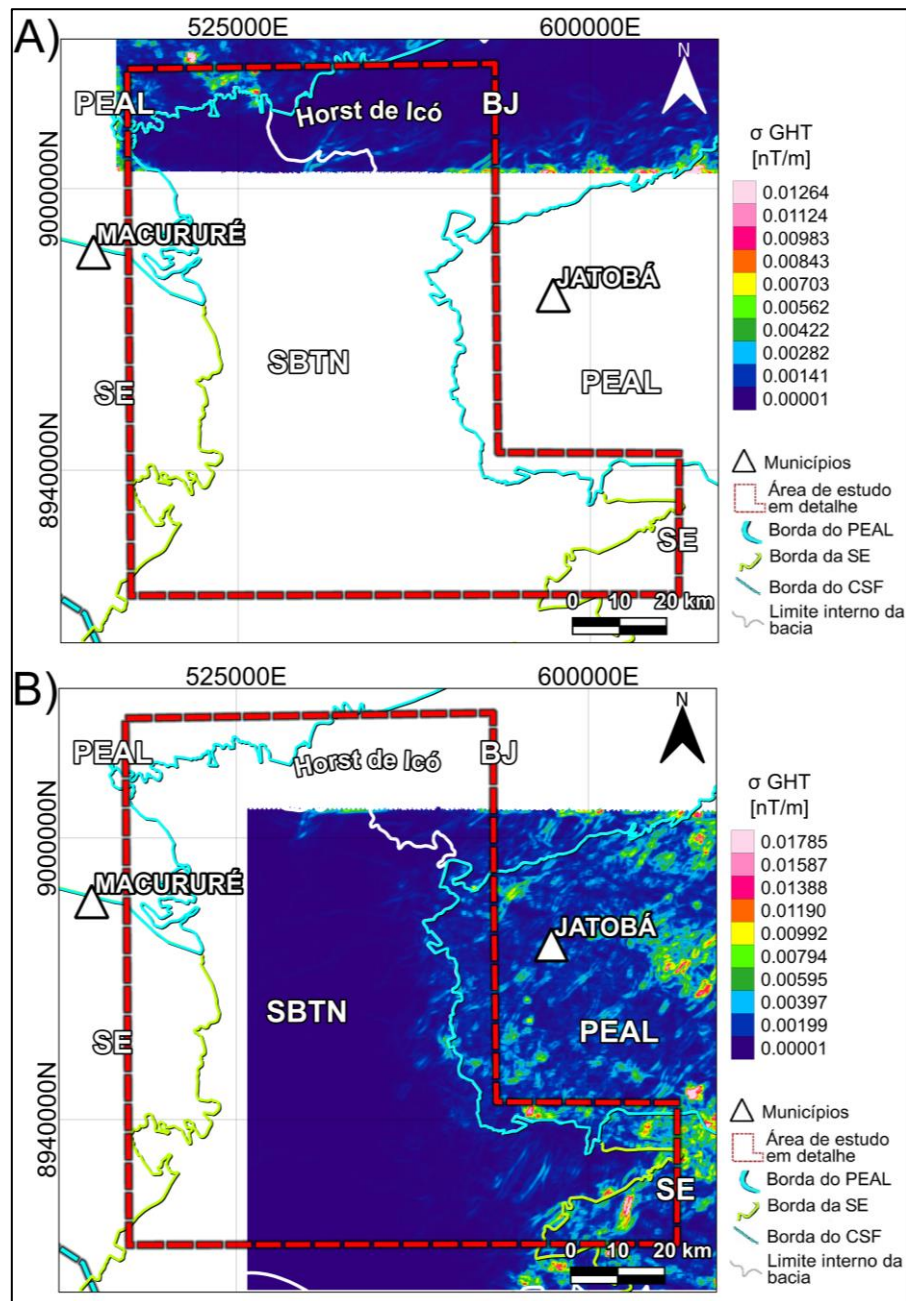 A)
525000E 600000E
N
PEAL
BJ
Horst de Icó
9000000N
MACURURÉ
JATOBÁ
SBTN
PEAL
SE
8940000N
SE
0 10 20 km
σ GHT
[nT/m]
0.01264
0.01124
0.00983
0.00843
0.00703
0.00562
0.00422
0.00282
0.00141
0.00001
Municípios
Área de estudo
em detalhe
Borda do PEAL
Borda da SE
Borda do CSF
Limite interno da
bacia
B)
525000E 600000E
N
PEAL
BJ
Horst de Icó
9000000N
MACURURÉ
JATOBÁ
SBTN
PEAL
SE
8940000N
SE
0 10 20 km
σ GHT
[nT/m]
0.01785
0.01587
0.01388
0.01190
0.00992
0.00794
0.00595
0.00397
0.00199
0.00001
Municípios
Área de estudo
em detalhe
Borda do PEAL
Borda da SE
Borda do CSF
Limite interno da
bacia